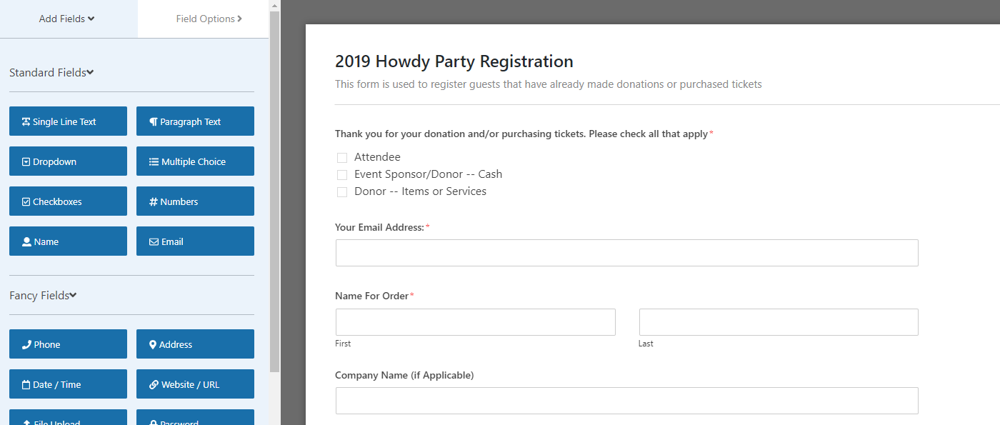 Add Fields
Field Options
Standard Fields
Single Line Text
Paragraph Text
Dropdown
Multiple Choice
Checkboxes
Numbers
Name
Email
Fancy Fields
Phone
Address
Date / Time
Website / URL
File Upload
Password
2019 Howdy Party Registration
This form is used to register guests that have already made donations or purchased tickets
Thank you for your donation and/or purchasing tickets. Please check all that apply*
Attendee
Event Sponsor/Donor -- Cash
Donor -- Items or Services
Your Email Address:*
Name For Order*
First
Last
Company Name (if Applicable)